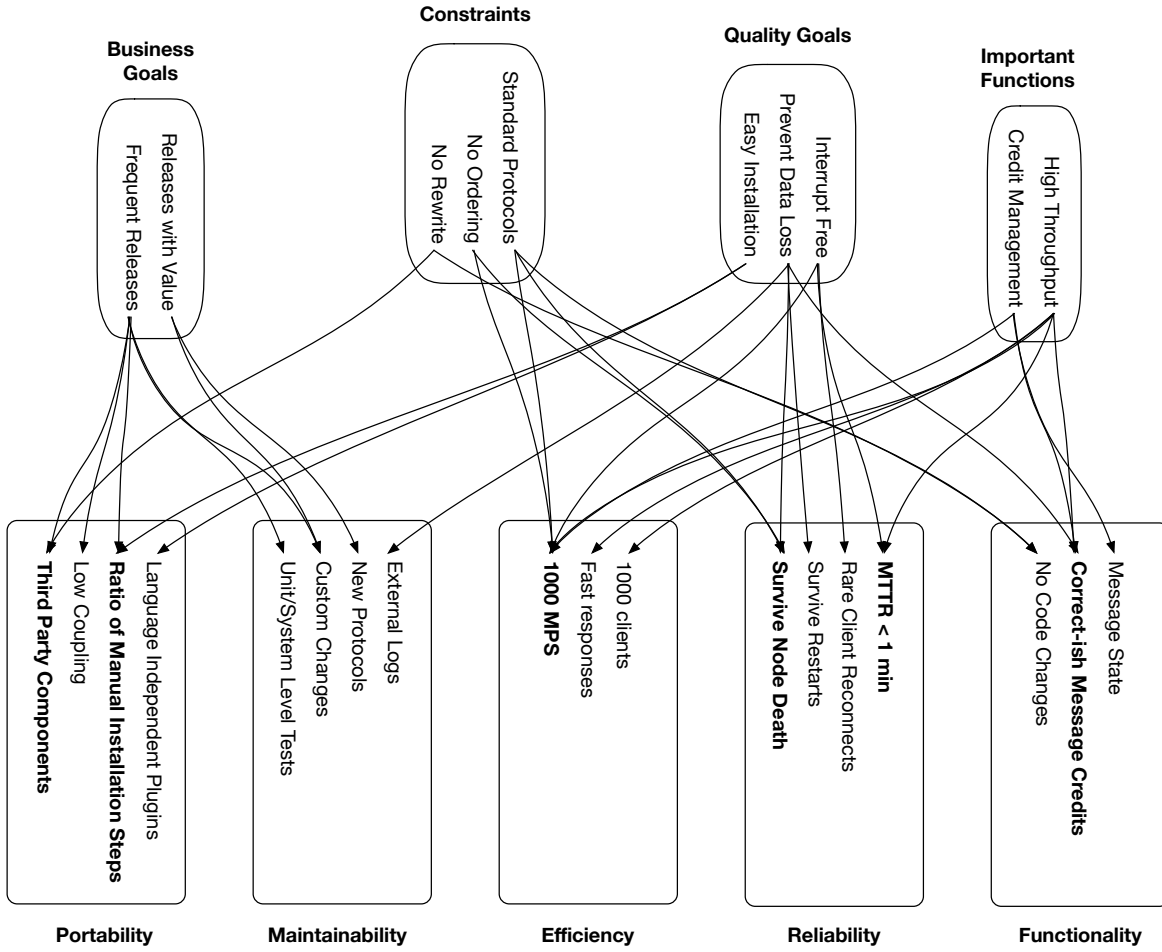 Constraints
Business
Goals
Quality Goals
Important
Functions
Releases with Value
Frequent Releases
Standard Protocols
No Ordering
No Rewrite
Interrupt Free
Prevent Data Loss
Easy Installation
High Throughput
Credit Management
Third Party Components
Low Coupling
Ratio of Manual Installation Steps
Language Independent Plugins
Unit/System Level Tests
Custom Changes
New Protocols
External Logs
1000 MPS
Fast responses
1000 clients
Survive Node Death
Survive Restarts
Rare Client Reconnects
MTTR < 1 min
No Code Changes
Correct-ish Message Credits
Message State
Portability
Maintainability
Efficiency
Reliability
Functionality